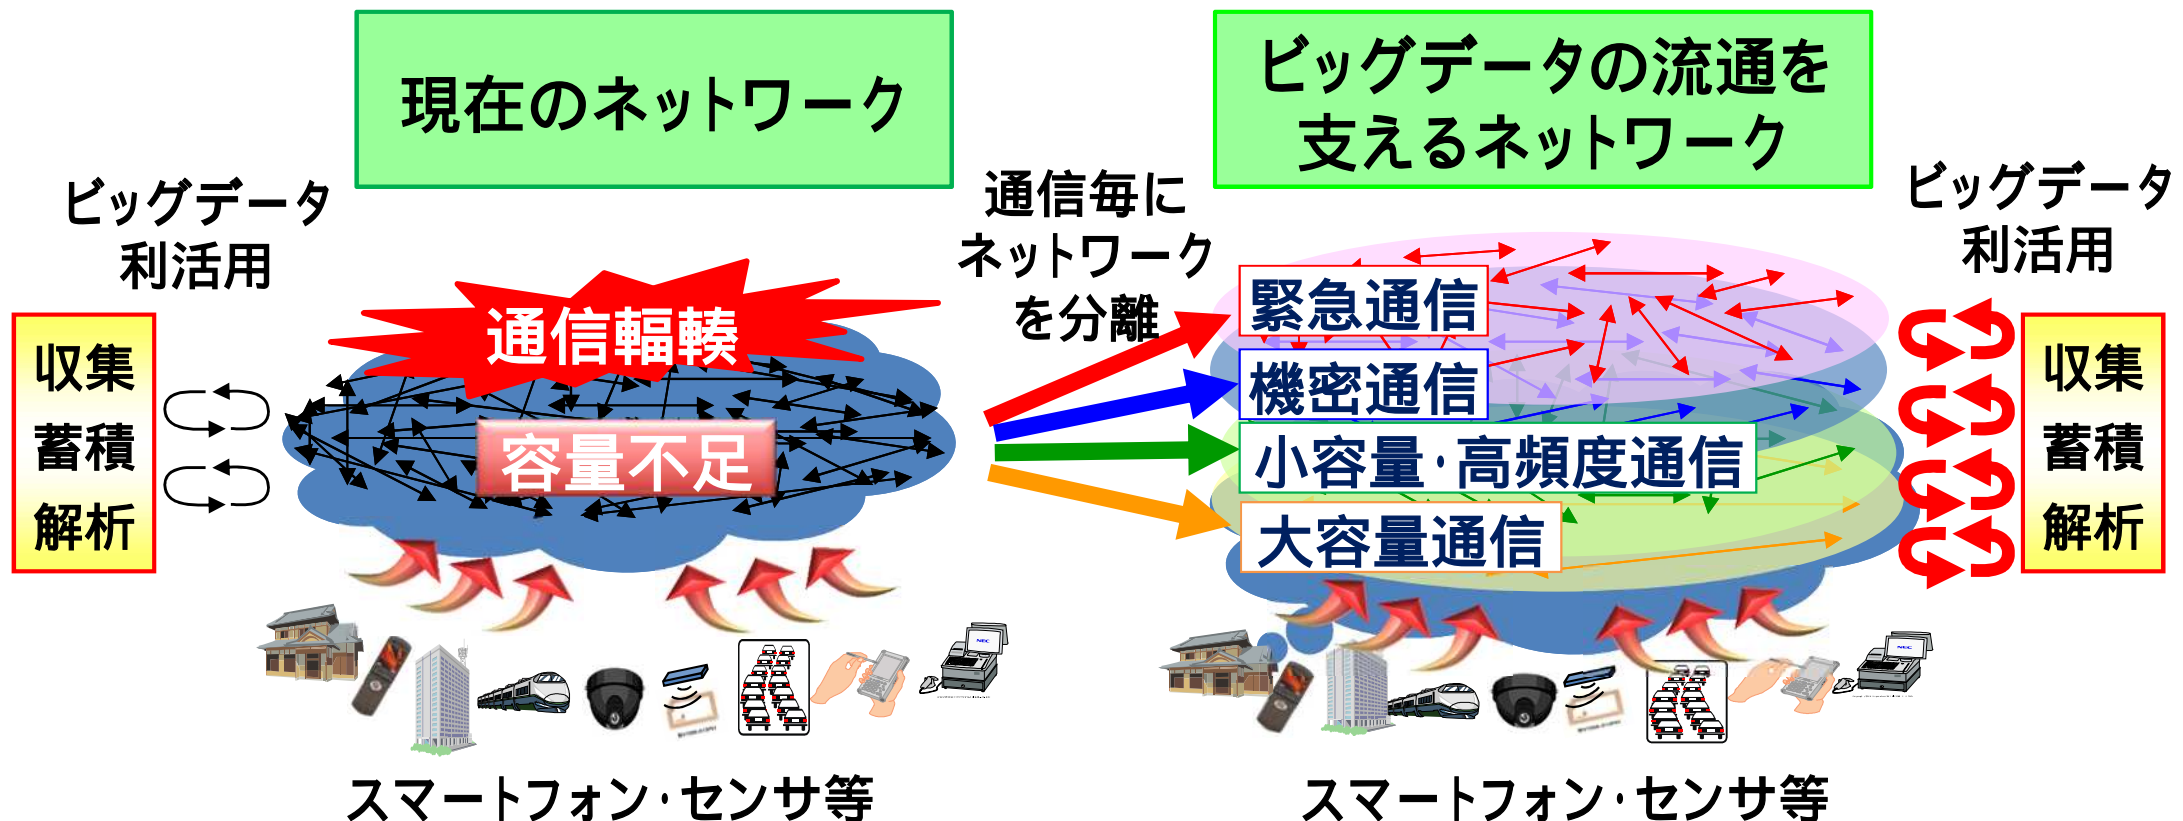 現在のネットワーク
ビッグデータの流通を
支えるネットワーク
ビッグデータ
利活用
収集
蓄積
解析
通信輻輳
容量不足
スマートフォン・センサ等
通信毎に
ネットワーク
を分離
緊急通信
機密通信
小容量・高頻度通信
大容量通信
ビッグデータ
利活用
収集
蓄積
解析
スマートフォン・センサ等
NEC
NEC